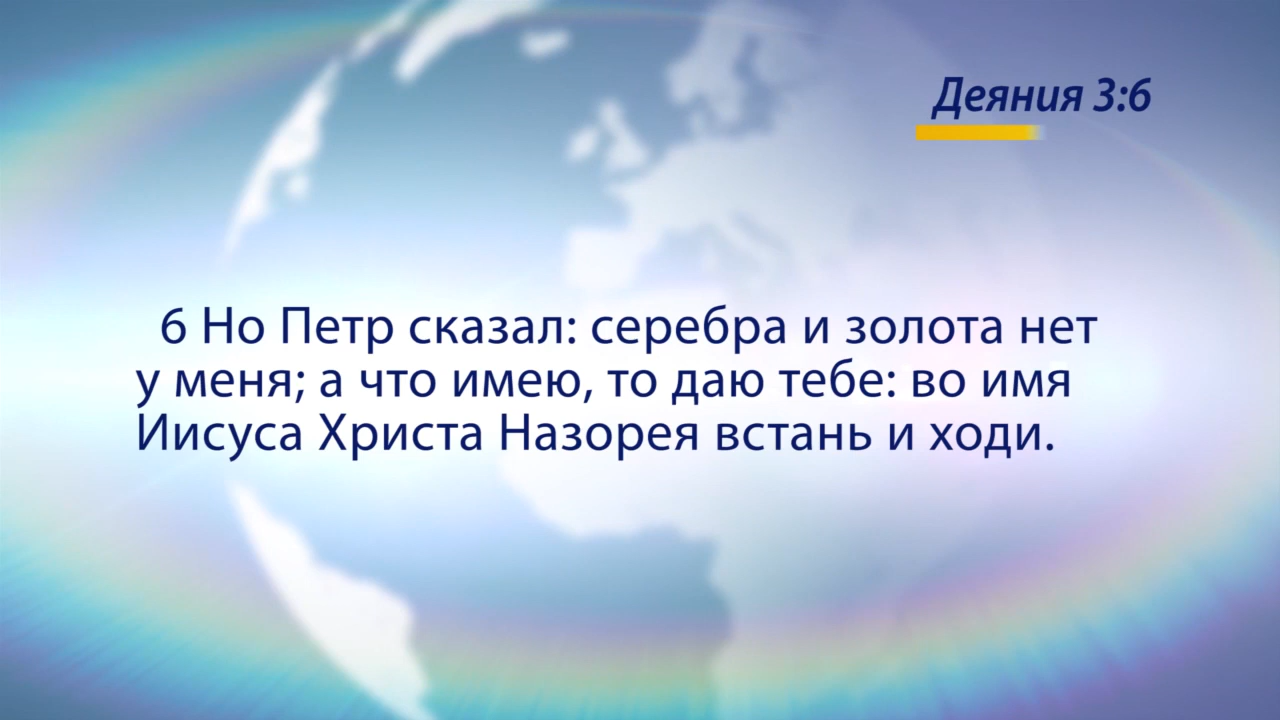 Деяния 3:6
6 Но Петр сказал: серебра и золота нет
у меня; а что имею, то даю тебе: во имя
Иисуса Христа Назорея встань и ходи.